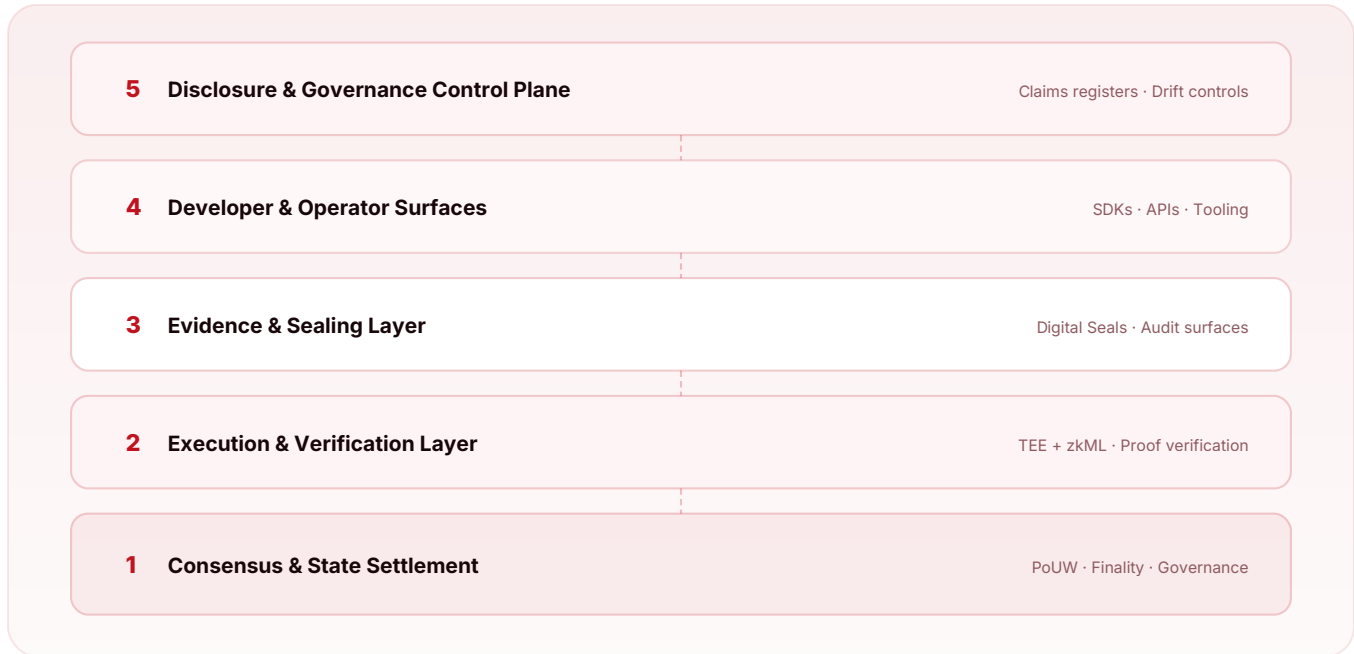 5 Disclosure & Governance Control Plane Claims registers · Drift controls
4 Developer & Operator Surfaces SDKs · APIs · Tooling
3 Evidence & Sealing Layer Digital Seals · Audit surfaces
2 Execution & Verification Layer TEE + zkML · Proof verification
1 Consensus & State Settlement PoUW · Finality · Governance